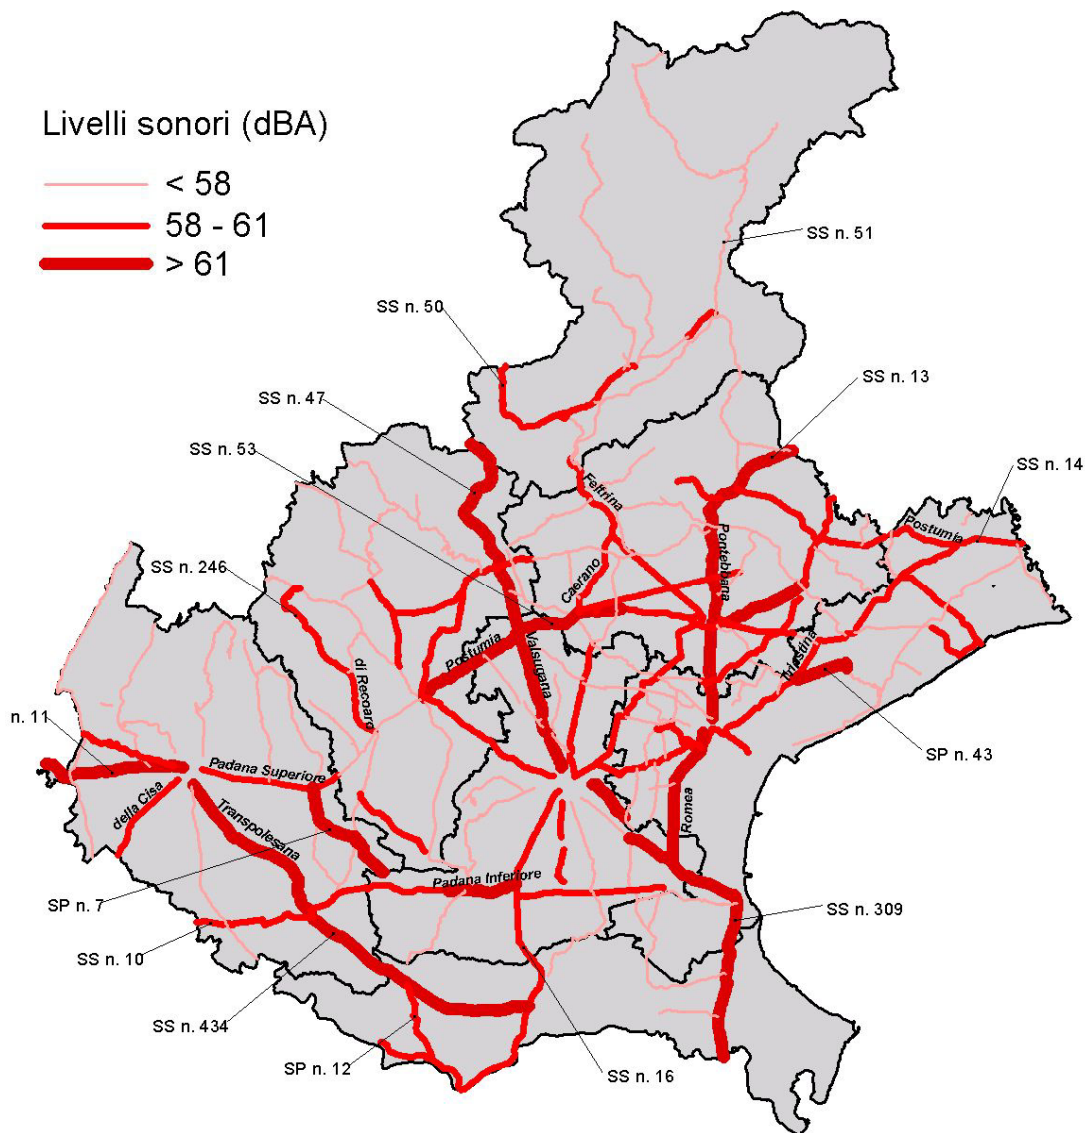 Livelli sonori (dBA)
< 58
58 - 61
> 61
SS n. 51
SS n. 50
SS n. 13
SS n. 47
SS n. 53
SS n. 14
Feltrina
Postumia
Pontebbana
SS n. 246
Caerano
Postumia
Valsugana
Triestina
di Recoaro
n. 11
SP n. 43
Padana Superiore
della Cisa
Transpolesana
Romea
Padana Inferiore
SP n. 7
SS n. 309
SS n. 10
SS n. 434
SP n. 12
SS n. 16